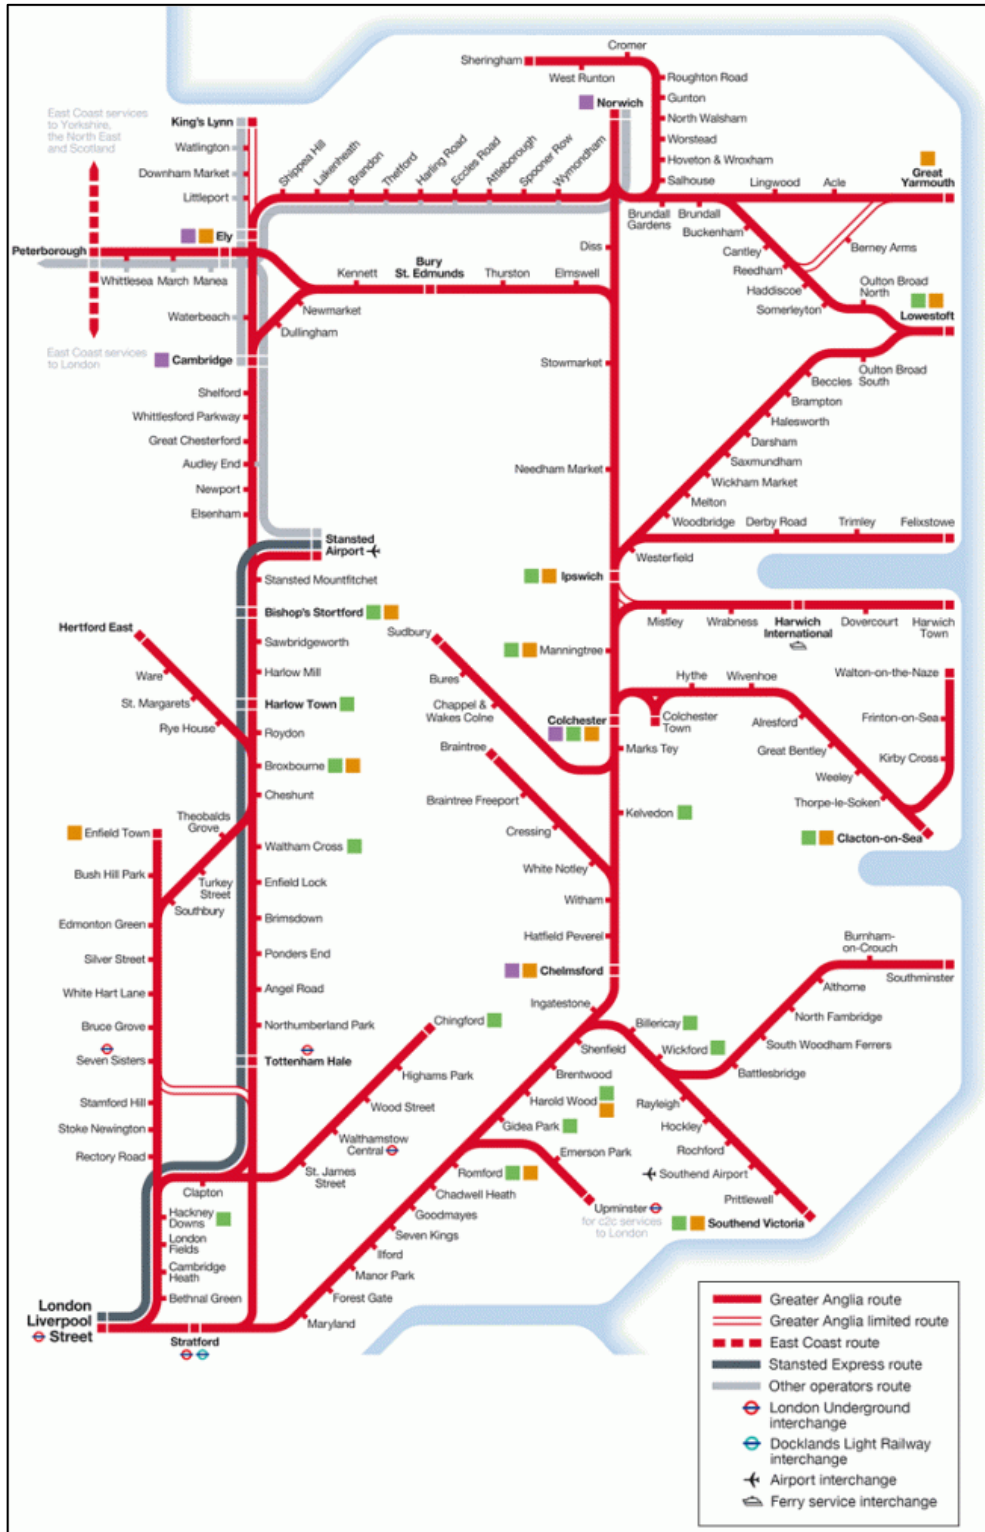 Cromer
Sheringham
West Runton
Roughton Road
Gunton
North Walsham
Worstead
Hoveton & Wroxham
Salhouse
Norwich
East Coast services
to Yorkshire,
the North East
and Scotland
King's Lynn
Watlington
Downham Market
Littleport
Shippea Hill
Lakenheath
Brandon
Thetford
Harling Road
Eccles Road
Attleborough
Spooner Row
Wymondham
Lingwood
Acle
Great
Yarmouth
Brundall
Gardens
Brundall
Buckenham
Cantley
Reedham
Haddiscoe
Somerleyton
Berney Arms
Oulton Broad
North
Lowestoft
Oulton Broad
South
Beccles
Brampton
Halesworth
Darsham
Saxmundham
Wickham Market
Melton
Woodbridge
Derby Road
Trimley
Felixstowe
Westerfield
Ely
Peterborough
Whittlesea
March
Manea
East Coast services
to London
Waterbeach
Kennett
Bury
St. Edmunds
Thurston
Elmswell
Newmarket
Dullingham
Diss
Stowmarket
Needham Market
Cambridge
Shelford
Whittlesford Parkway
Great Chesterford
Audley End
Newport
Elsenham
Stansted
Airport
Stansted Mountfitchet
Bishop's Stortford
Sawbridgeworth
Harlow Mill
Harlow Town
Roydon
Broxbourne
Cheshunt
Waltham Cross
Enfield Lock
Brimsdown
Ponders End
Angel Road
Northumberland Park
Tottenham Hale
Hertford East
Ware
St. Margarets
Rye House
Theobalds
Grove
Turkey
Street
Southbury
Enfield Town
Bush Hill Park
Edmonton Green
Silver Street
White Hart Lane
Bruce Grove
Seven Sisters
Stamford Hill
Stoke Newington
Rectory Road
Clapton
Hackney
Downs
London
Fields
Cambridge
Heath
Bethnal Green
London
Liverpool
Street
Stratford
Chingford
Highams Park
Wood Street
Walthamstow
Central
St. James
Street
Ipswich
Mistley
Wrabness
Harwich
International
Dovercourt
Harwich
Town
Manningtree
Sudbury
Bures
Chappel &
Wakes Colne
Colchester
Colchester
Town
Hythe
Wivenhoe
Alresford
Great Bentley
Weeley
Thorpe-le-Soken
Walton-on-the-Naze
Frinton-on-Sea
Kirby Cross
Clacton-on-Sea
Marks Tey
Kelvedon
Braintree
Braintree Freeport
Cressing
White Notley
Witham
Hatfield Peverel
Chelmsford
Ingatestone
Shenfield
Brentwood
Harold Wood
Gidea Park
Romford
Emerson Park
Upminster
for c2c services
to London
Chadwell Heath
Goodmayes
Seven Kings
Ilford
Manor Park
Forest Gate
Maryland
Billericay
Wickford
Rayleigh
Hockley
Rochford
Southend Airport
Prittlewell
Southend Victoria
Battlesbridge
South Woodham Ferrers
North Fambridge
Althorne
Burnham-
on-Crouch
Southminster
Greater Anglia route
Greater Anglia limited route
East Coast route
Stansted Express route
Other operators route
London Underground
interchange
Docklands Light Railway
interchange
Airport interchange
Ferry service interchange